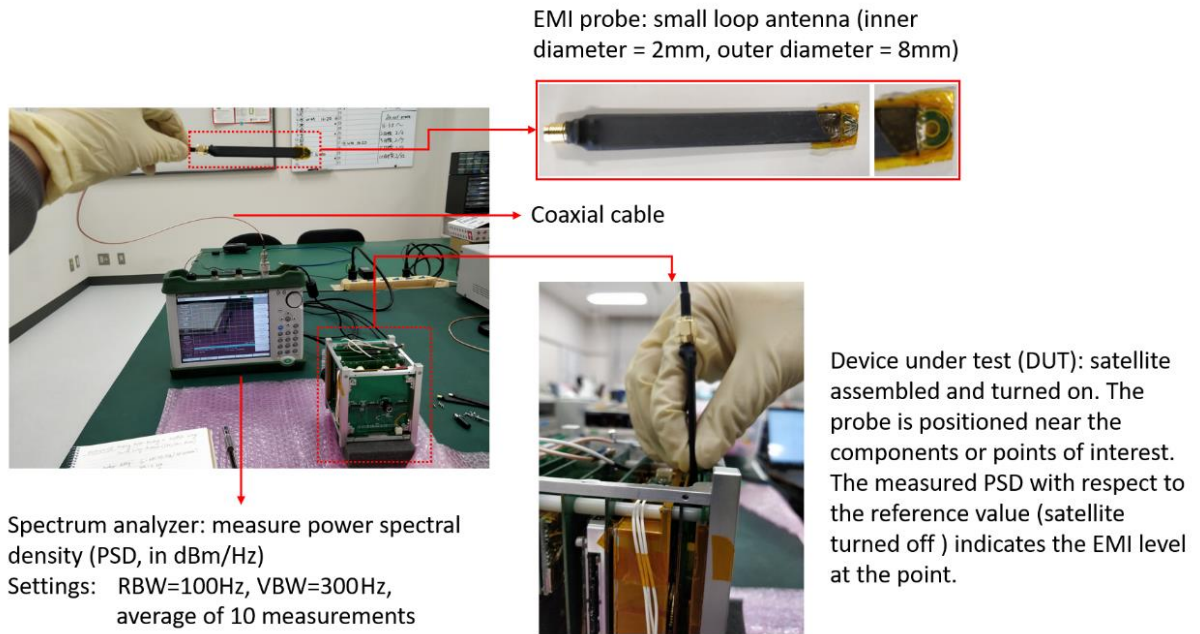 EMI probe: small loop antenna (inner
diameter = 2mm, outer diameter = 8mm)
Coaxial cable
Device under test (DUT): satellite
assembled and turned on. The
probe is positioned near the
components or points of interest.
The measured PSD with respect to
the reference value (satellite
turned off ) indicates the EMI level
at the point.
Spectrum analyzer: measure power spectral
density (PSD, in dBm/Hz)
Settings: RBW=100Hz, VBW=300Hz,
average of 10 measurements